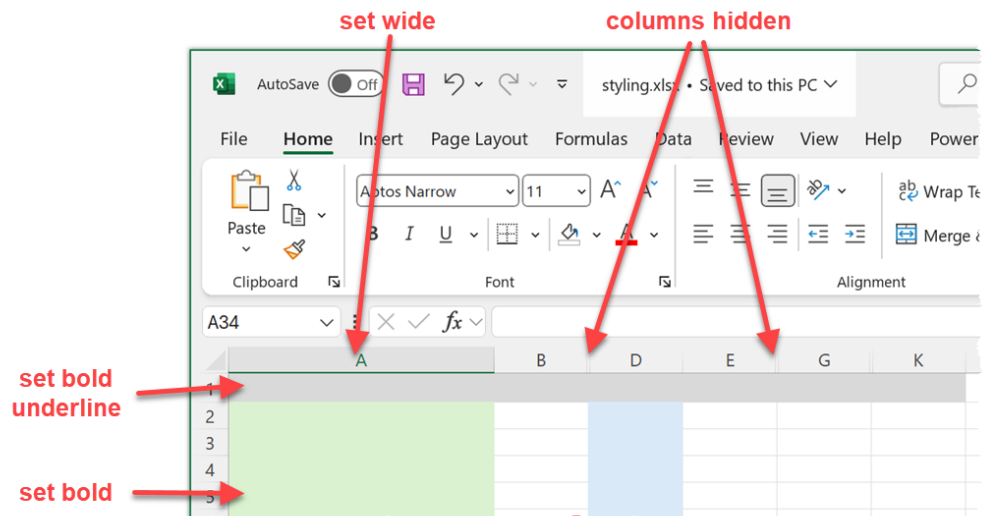 set wide
columns hidden
AutoSave Off styling.xlsx • Saved to this PC
File Home Insert Page Layout Formulas Data Review View Help Power
Paste
Aptos Narrow 11
B I U A
ab
Wrap Te
Merge &
Clipboard Font Alignment
A34 fx
A B D E G K
set bold
underline
1
2
3
4
set bold
5